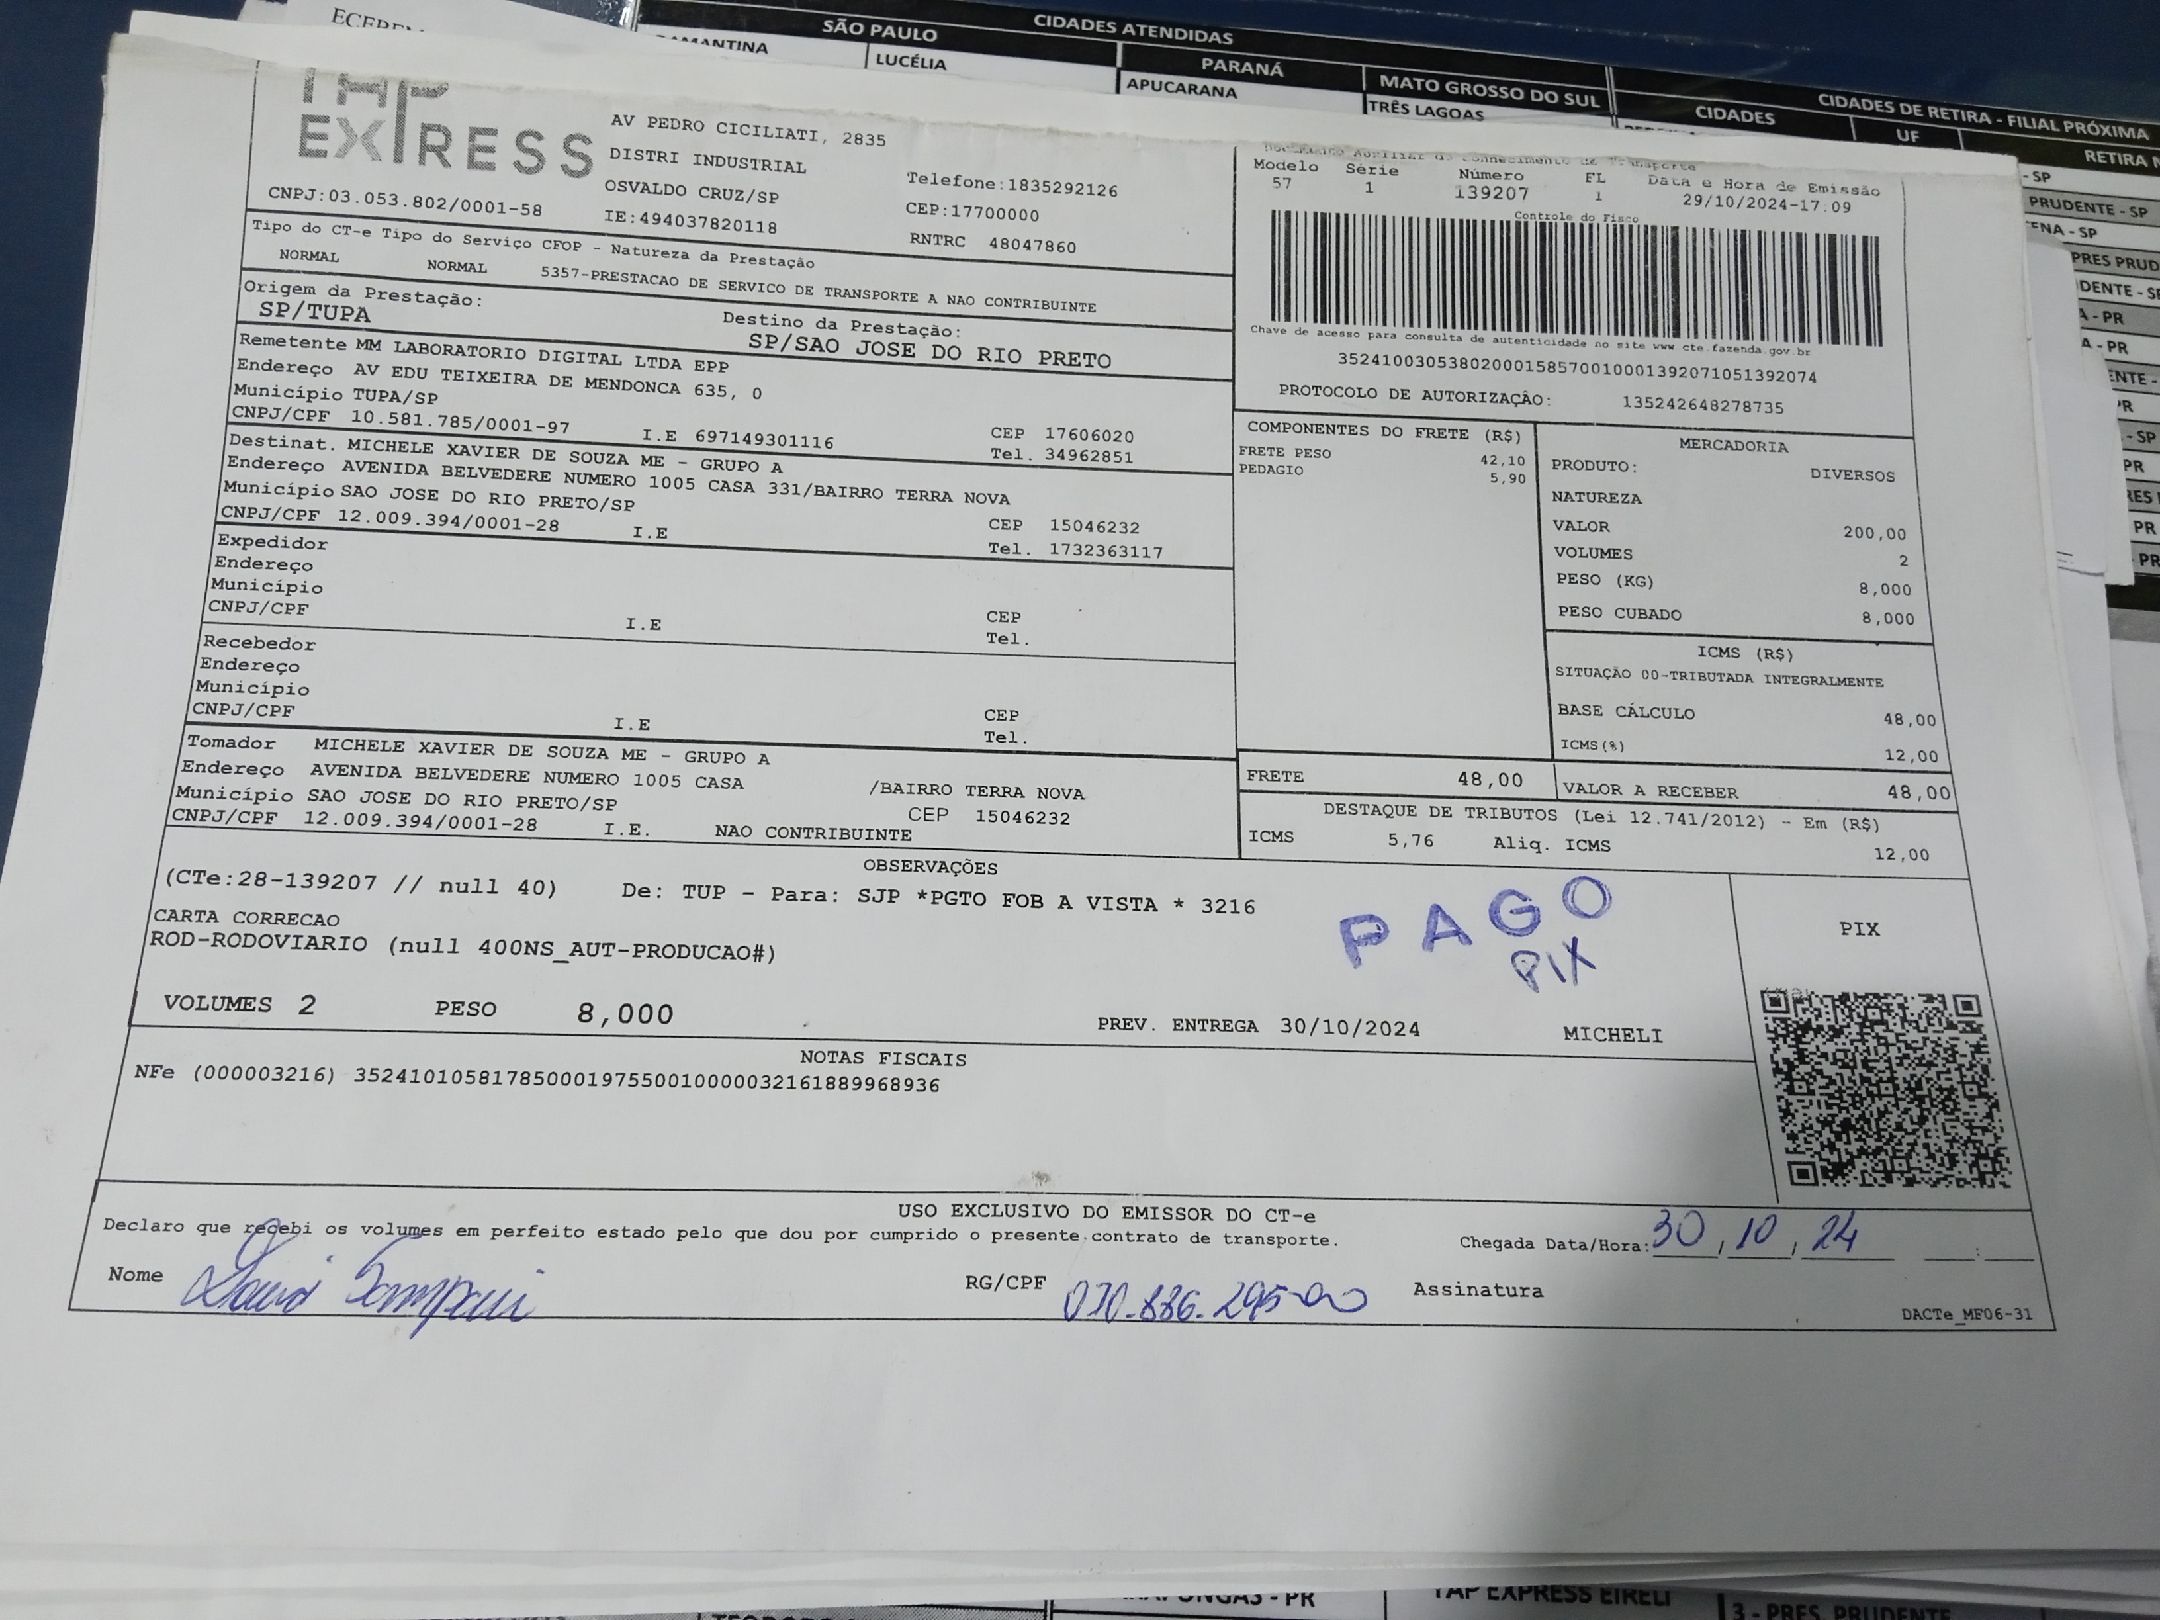 SÃO PAULO
CIDADES ATENDIDAS
LUCÉLIA
PARANÁ
APUCARANA
MATO GROSSO DO SUL
TRÊS LAGOAS
CIDADES DE RETIRA - FILIAL PRÓXIMA
CIDADES
UF
EXPRESS
CNPJ:03.053.802/0001-58
AV PEDRO CICILIATI, 2835
DISTRI INDUSTRIAL
OSVALDO CRUZ/SP
IE:494037820118
Telefone:1835292126
CEP:17700000
RNTRC 48047860
Modelo Série Número FL Data e Hora de Emissão
57 1 139207 1 29/10/2024-17:09
Controle do Fisco
Chave de acesso para consulta de autenticidade no site www.cte.fazenda.gov.br
35241003053802000158570010001392071051392074
PROTOCOLO DE AUTORIZAÇÃO: 135242648278735
Tipo do CT-e Tipo do Serviço CFOP - Natureza da Prestação
NORMAL NORMAL 5357-PRESTACAO DE SERVICO DE TRANSPORTE A NAO CONTRIBUINTE
Origem da Prestação: Destino da Prestação:
SP/TUPA SP/SAO JOSE DO RIO PRETO
Remetente MM LABORATORIO DIGITAL LTDA EPP
Endereço AV EDU TEIXEIRA DE MENDONCA 635, 0
Município TUPA/SP CEP 17606020
CNPJ/CPF 10.581.785/0001-97 I.E 697149301116 Tel. 34962851
Destinat. MICHELE XAVIER DE SOUZA ME - GRUPO A
Endereço AVENIDA BELVEDERE NUMERO 1005 CASA 331/BAIRRO TERRA NOVA
Município SAO JOSE DO RIO PRETO/SP CEP 15046232
CNPJ/CPF 12.009.394/0001-28 I.E Tel. 1732363117
Expedidor
Endereço
Município CEP
CNPJ/CPF I.E Tel.
Recebedor
Endereço
Município CEP
CNPJ/CPF I.E Tel.
Tomador MICHELE XAVIER DE SOUZA ME - GRUPO A
Endereço AVENIDA BELVEDERE NUMERO 1005 CASA /BAIRRO TERRA NOVA
Município SAO JOSE DO RIO PRETO/SP CEP 15046232
CNPJ/CPF 12.009.394/0001-28 I.E. NAO CONTRIBUINTE
COMPONENTES DO FRETE (R$)
FRETE PESO 42,10
PEDAGIO 5,90
MERCADORIA
PRODUTO: DIVERSOS
NATUREZA
VALOR 200,00
VOLUMES 2
PESO (KG) 8,000
PESO CUBADO 8,000
ICMS (R$)
SITUAÇÃO 00-TRIBUTADA INTEGRALMENTE
BASE CÁLCULO 48,00
ICMS(%) 12,00
FRETE 48,00 VALOR A RECEBER 48,00
DESTAQUE DE TRIBUTOS (Lei 12.741/2012) - Em (R$)
ICMS 5,76 Aliq. ICMS 12,00
OBSERVAÇÕES
(CTe:28-139207 // null 40) De: TUP - Para: SJP *PGTO FOB A VISTA * 3216
CARTA CORRECAO
ROD-RODOVIARIO (null 400NS_AUT-PRODUCAO#)
PAGO
PIX
PIX
VOLUMES 2 PESO 8,000 PREV. ENTREGA 30/10/2024 MICHELI
NOTAS FISCAIS
NFe (000003216) 35241010581785000197550010000032161889968936
USO EXCLUSIVO DO EMISSOR DO CT-e
Declaro que recebi os volumes em perfeito estado pelo que dou por cumprido o presente contrato de transporte. Chegada Data/Hora: 30, 10, 24 :
Nome RG/CPF Assinatura
DACTe_MF06-31
TAP EXPRESS EIRELI
3 - PRES. PRUDENTE